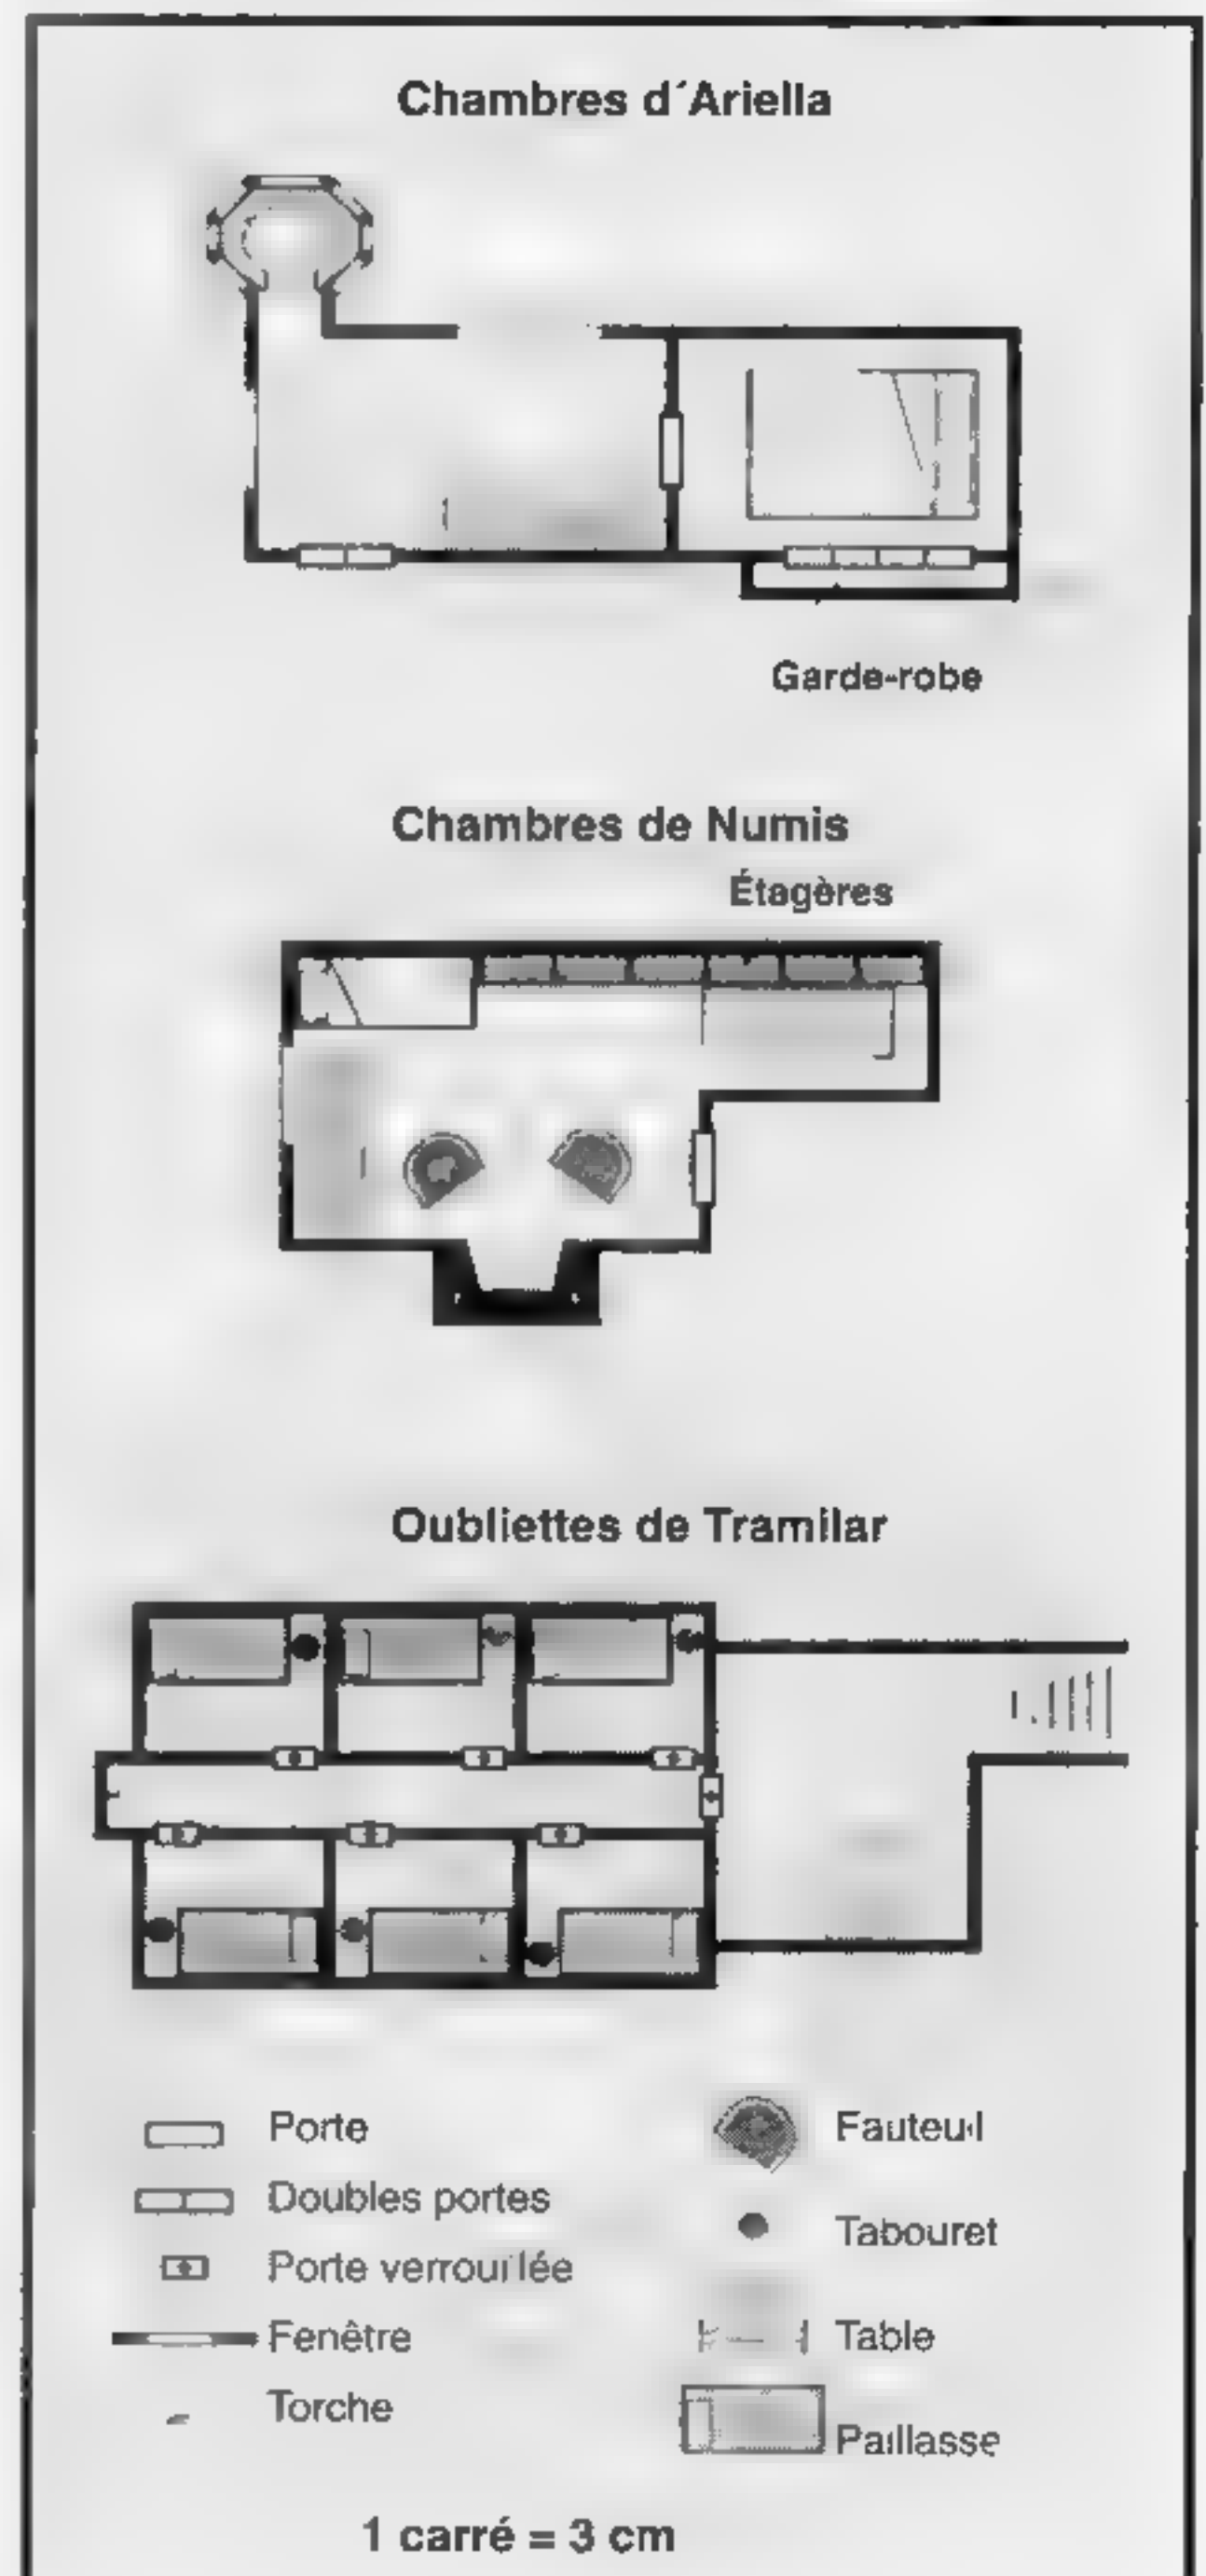 Chambres d´Ariella
Garde-robe
Chambres de Numis
Étagères
Oubliettes de Tramilar
Porte
Doubles portes
Porte verrouillée
Fenêtre
Torche
Fauteuil
Tabouret
Table
Paillasse
1 carré = 3 cm